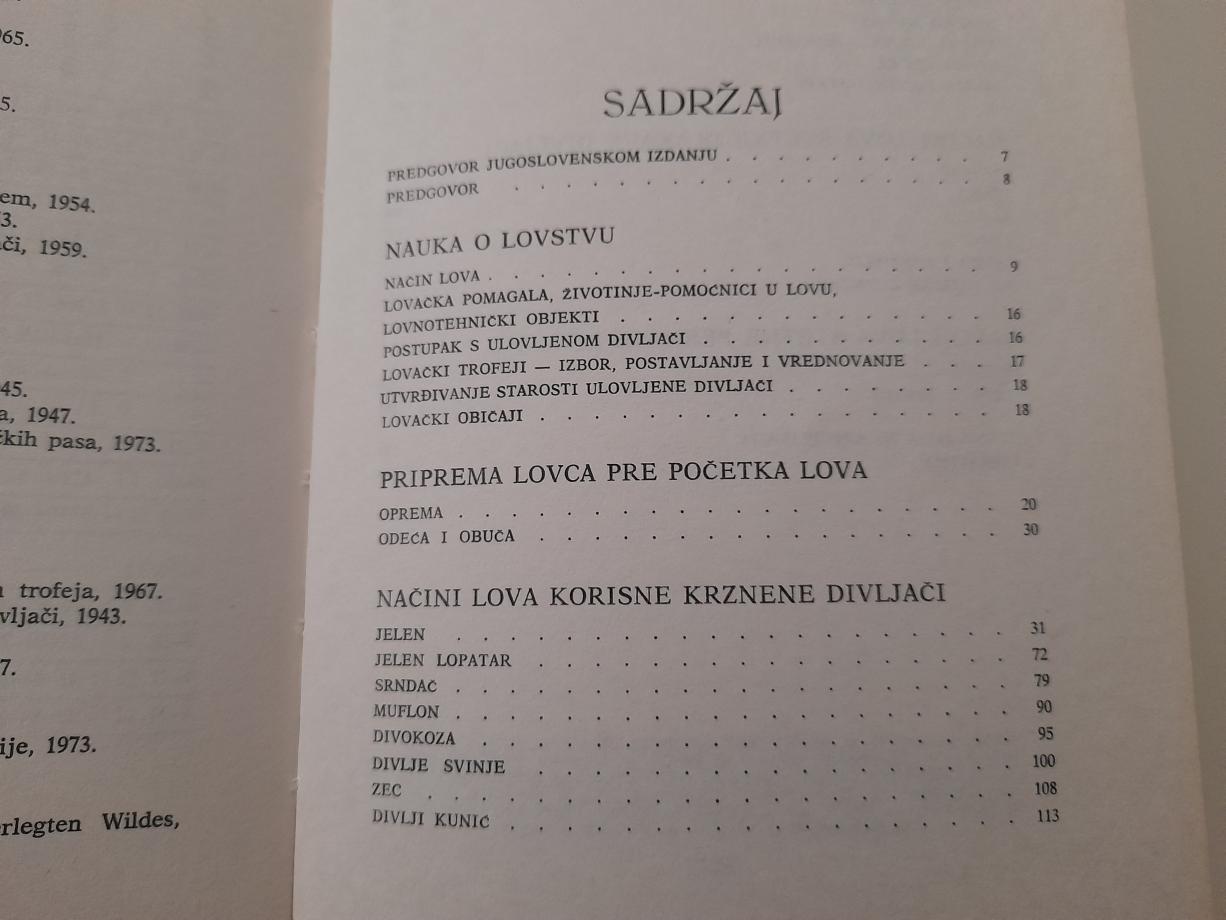 965.
5.
em, 1954.
3.
či, 1959.
45.
a, 1947.
čkih pasa, 1973.
trofeja, 1967.
vljači, 1943.
7.
ije, 1973.
erlegten Wildes,
SADRŽAJ
PREDGOVOR JUGOSLOVENSKOM IZDANJU . . . . . . . . . . 7
PREDGOVOR . . . . . . . . . . . . . . . . . 8
NAUKA O LOVSTVU
NAČIN LOVA . . . . . . . . . . . . . . . . . . 9
LOVAČKA POMAGALA, ŽIVOTINJE-POMOĆNICI U LOVU,
LOVNOTEHNIČKI OBJEKTI . . . . . . . . . . . . . . 16
POSTUPAK S ULOVLJENOM DIVLJAČI . . . . . . . . . . . 16
LOVAČKI TROFEJI — IZBOR, POSTAVLJANJE I VREDNOVANJE . . . 17
UTVRĐIVANJE STAROSTI ULOVLJENE DIVLJAČI . . . . . . . . 18
LOVAČKI OBIČAJI . . . . . . . . . . . . . . . . . 18
PRIPREMA LOVCA PRE POČETKA LOVA
OPREMA . . . . . . . . . . . . . . . . . . . . 20
ODEĆA I OBUĆA . . . . . . . . . . . . . . . . . 30
NAČINI LOVA KORISNE KRZNENE DIVLJAČI
JELEN . . . . . . . . . . . . . . . . . . . . 31
JELEN LOPATAR . . . . . . . . . . . . . . . . . 72
SRNDAĆ . . . . . . . . . . . . . . . . . . . . 79
MUFLON . . . . . . . . . . . . . . . . . . . . 90
DIVOKOZA . . . . . . . . . . . . . . . . . . . 95
DIVLJE SVINJE . . . . . . . . . . . . . . . . . 100
ZEC . . . . . . . . . . . . . . . . . . . . . 108
DIVLJI KUNIĆ . . . . . . . . . . . . . . . . . . 113